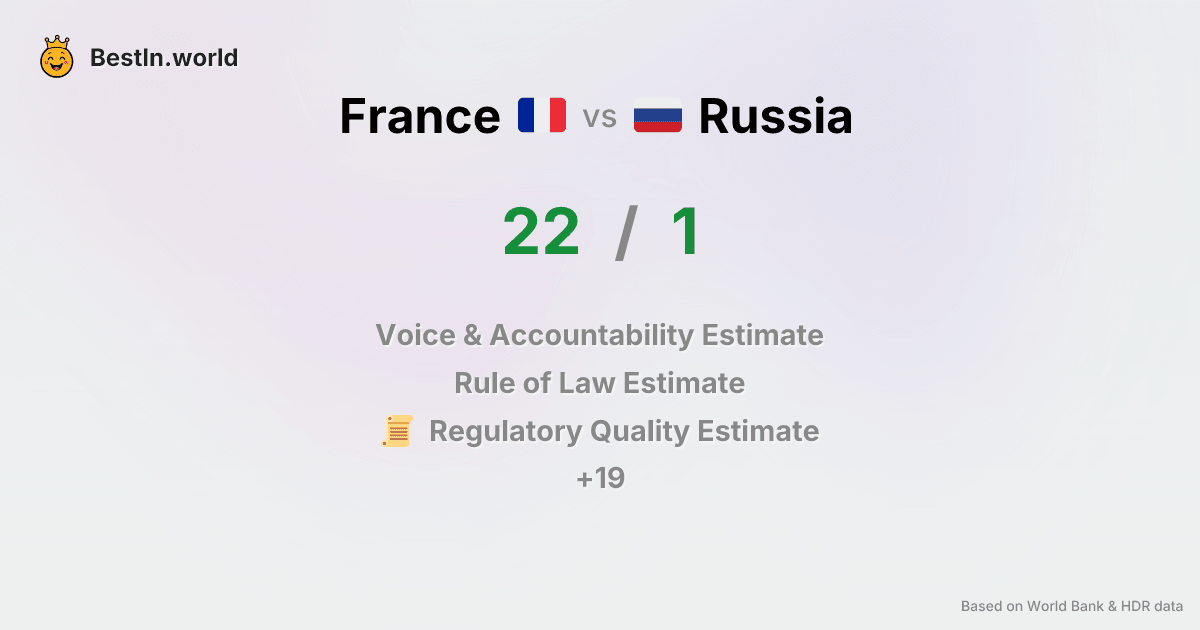 BestIn.world
France vs Russia
22 / 1
Voice & Accountability Estimate
Rule of Law Estimate
Regulatory Quality Estimate
+19
Based on World Bank & HDR data